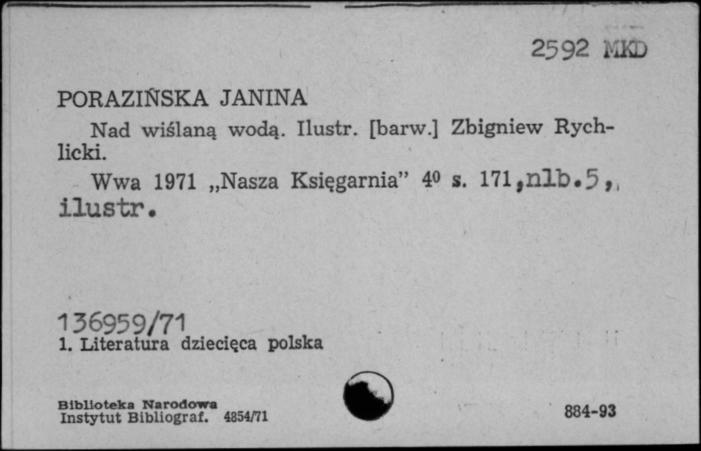 2592 MKD
PORAZIŃSKA JANINA
Nad wiślaną wodą. Ilustr. [barw.] Zbigniew Rych-
licki.
Wwa 1971 „Nasza Księgarnia” 4⁰ s. 171,nlb.5,
ilustr.
136959/71
1. Literatura dziecięca polska
Biblioteka Narodowa
Instytut Bibliograf. 4854/71
884-93